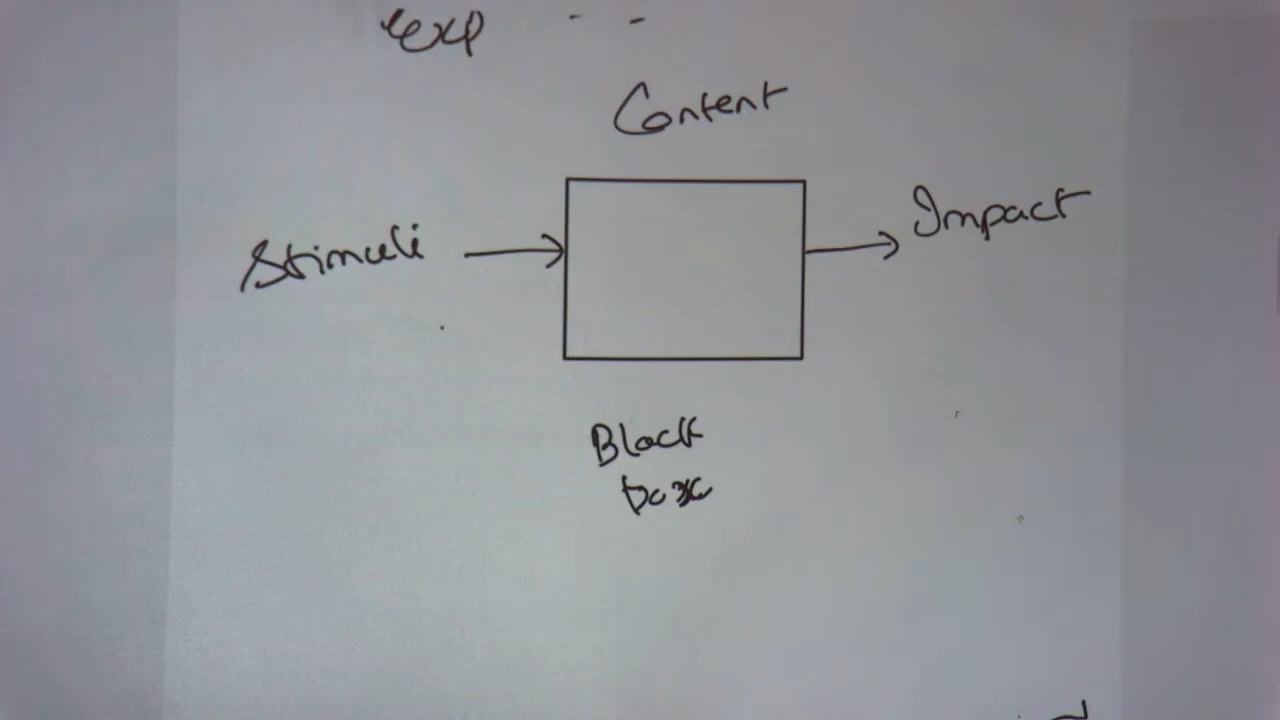 exp
Content
Stimuli
Impact
Black
box